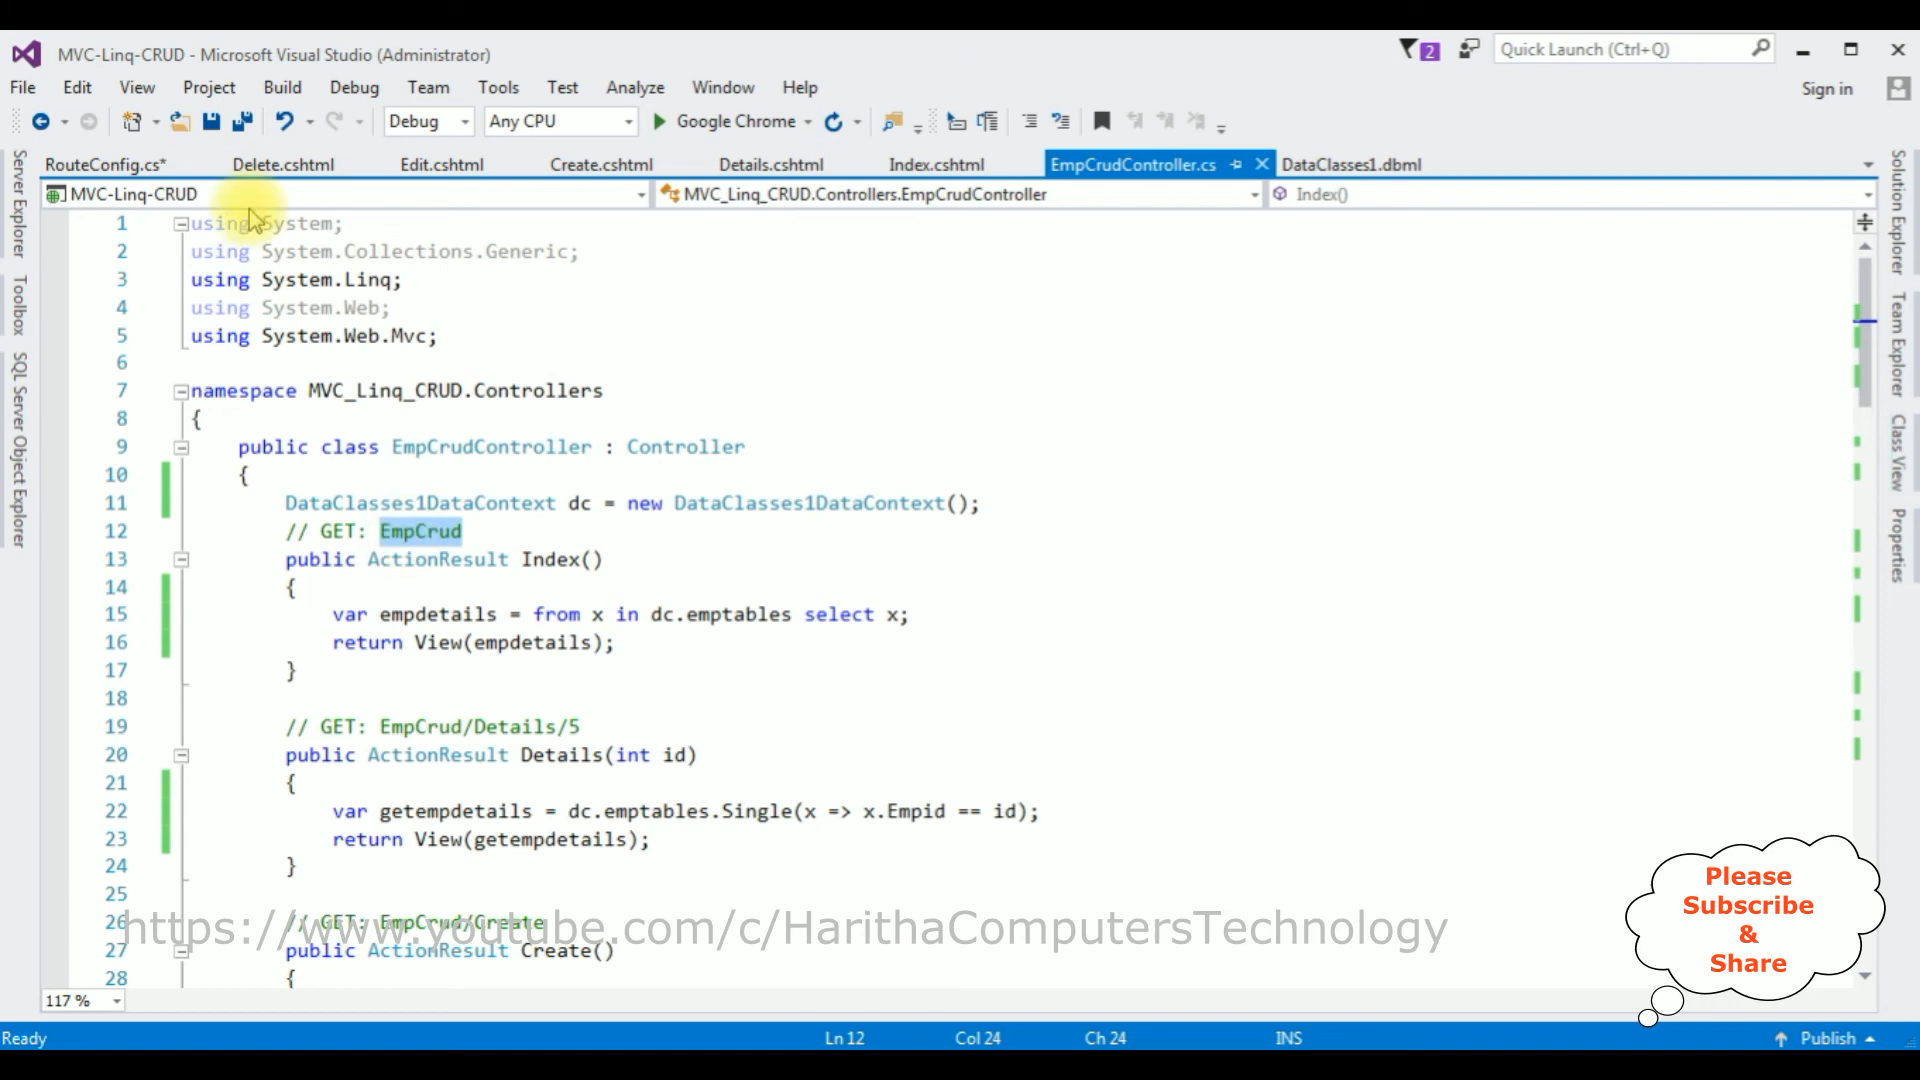 MVC-Linq-CRUD - Microsoft Visual Studio (Administrator)
2
Quick Launch (Ctrl+Q)
File Edit View Project Build Debug Team Tools Test Analyze Window Help
Sign in
Debug Any CPU Google Chrome
RouteConfig.cs* Delete.cshtml Edit.cshtml Create.cshtml Details.cshtml Index.cshtml EmpCrudController.cs DataClasses1.dbml
MVC-Linq-CRUD MVC_Linq_CRUD.Controllers.EmpCrudController Index()
Server Explorer
Toolbox
SQL Server Object Explorer
1 using System;
2 using System.Collections.Generic;
3 using System.Linq;
4 using System.Web;
5 using System.Web.Mvc;
6
7 namespace MVC_Linq_CRUD.Controllers
8 {
9 public class EmpCrudController : Controller
10 {
11 DataClasses1DataContext dc = new DataClasses1DataContext();
12 // GET: EmpCrud
13 public ActionResult Index()
14 {
15 var empdetails = from x in dc.emptables select x;
16 return View(empdetails);
17 }
18
19 // GET: EmpCrud/Details/5
20 public ActionResult Details(int id)
21 {
22 var getempdetails = dc.emptables.Single(x => x.Empid == id);
23 return View(getempdetails);
24 }
25
26 // GET: EmpCrud/Create
27 public ActionResult Create()
28 {
https://www.youtube.com/c/HarithaComputersTechnology
Solution Explorer
Team Explorer
Class View
Properties
Please
Subscribe
&
Share
117 %
Ready Ln 12 Col 24 Ch 24 INS Publish